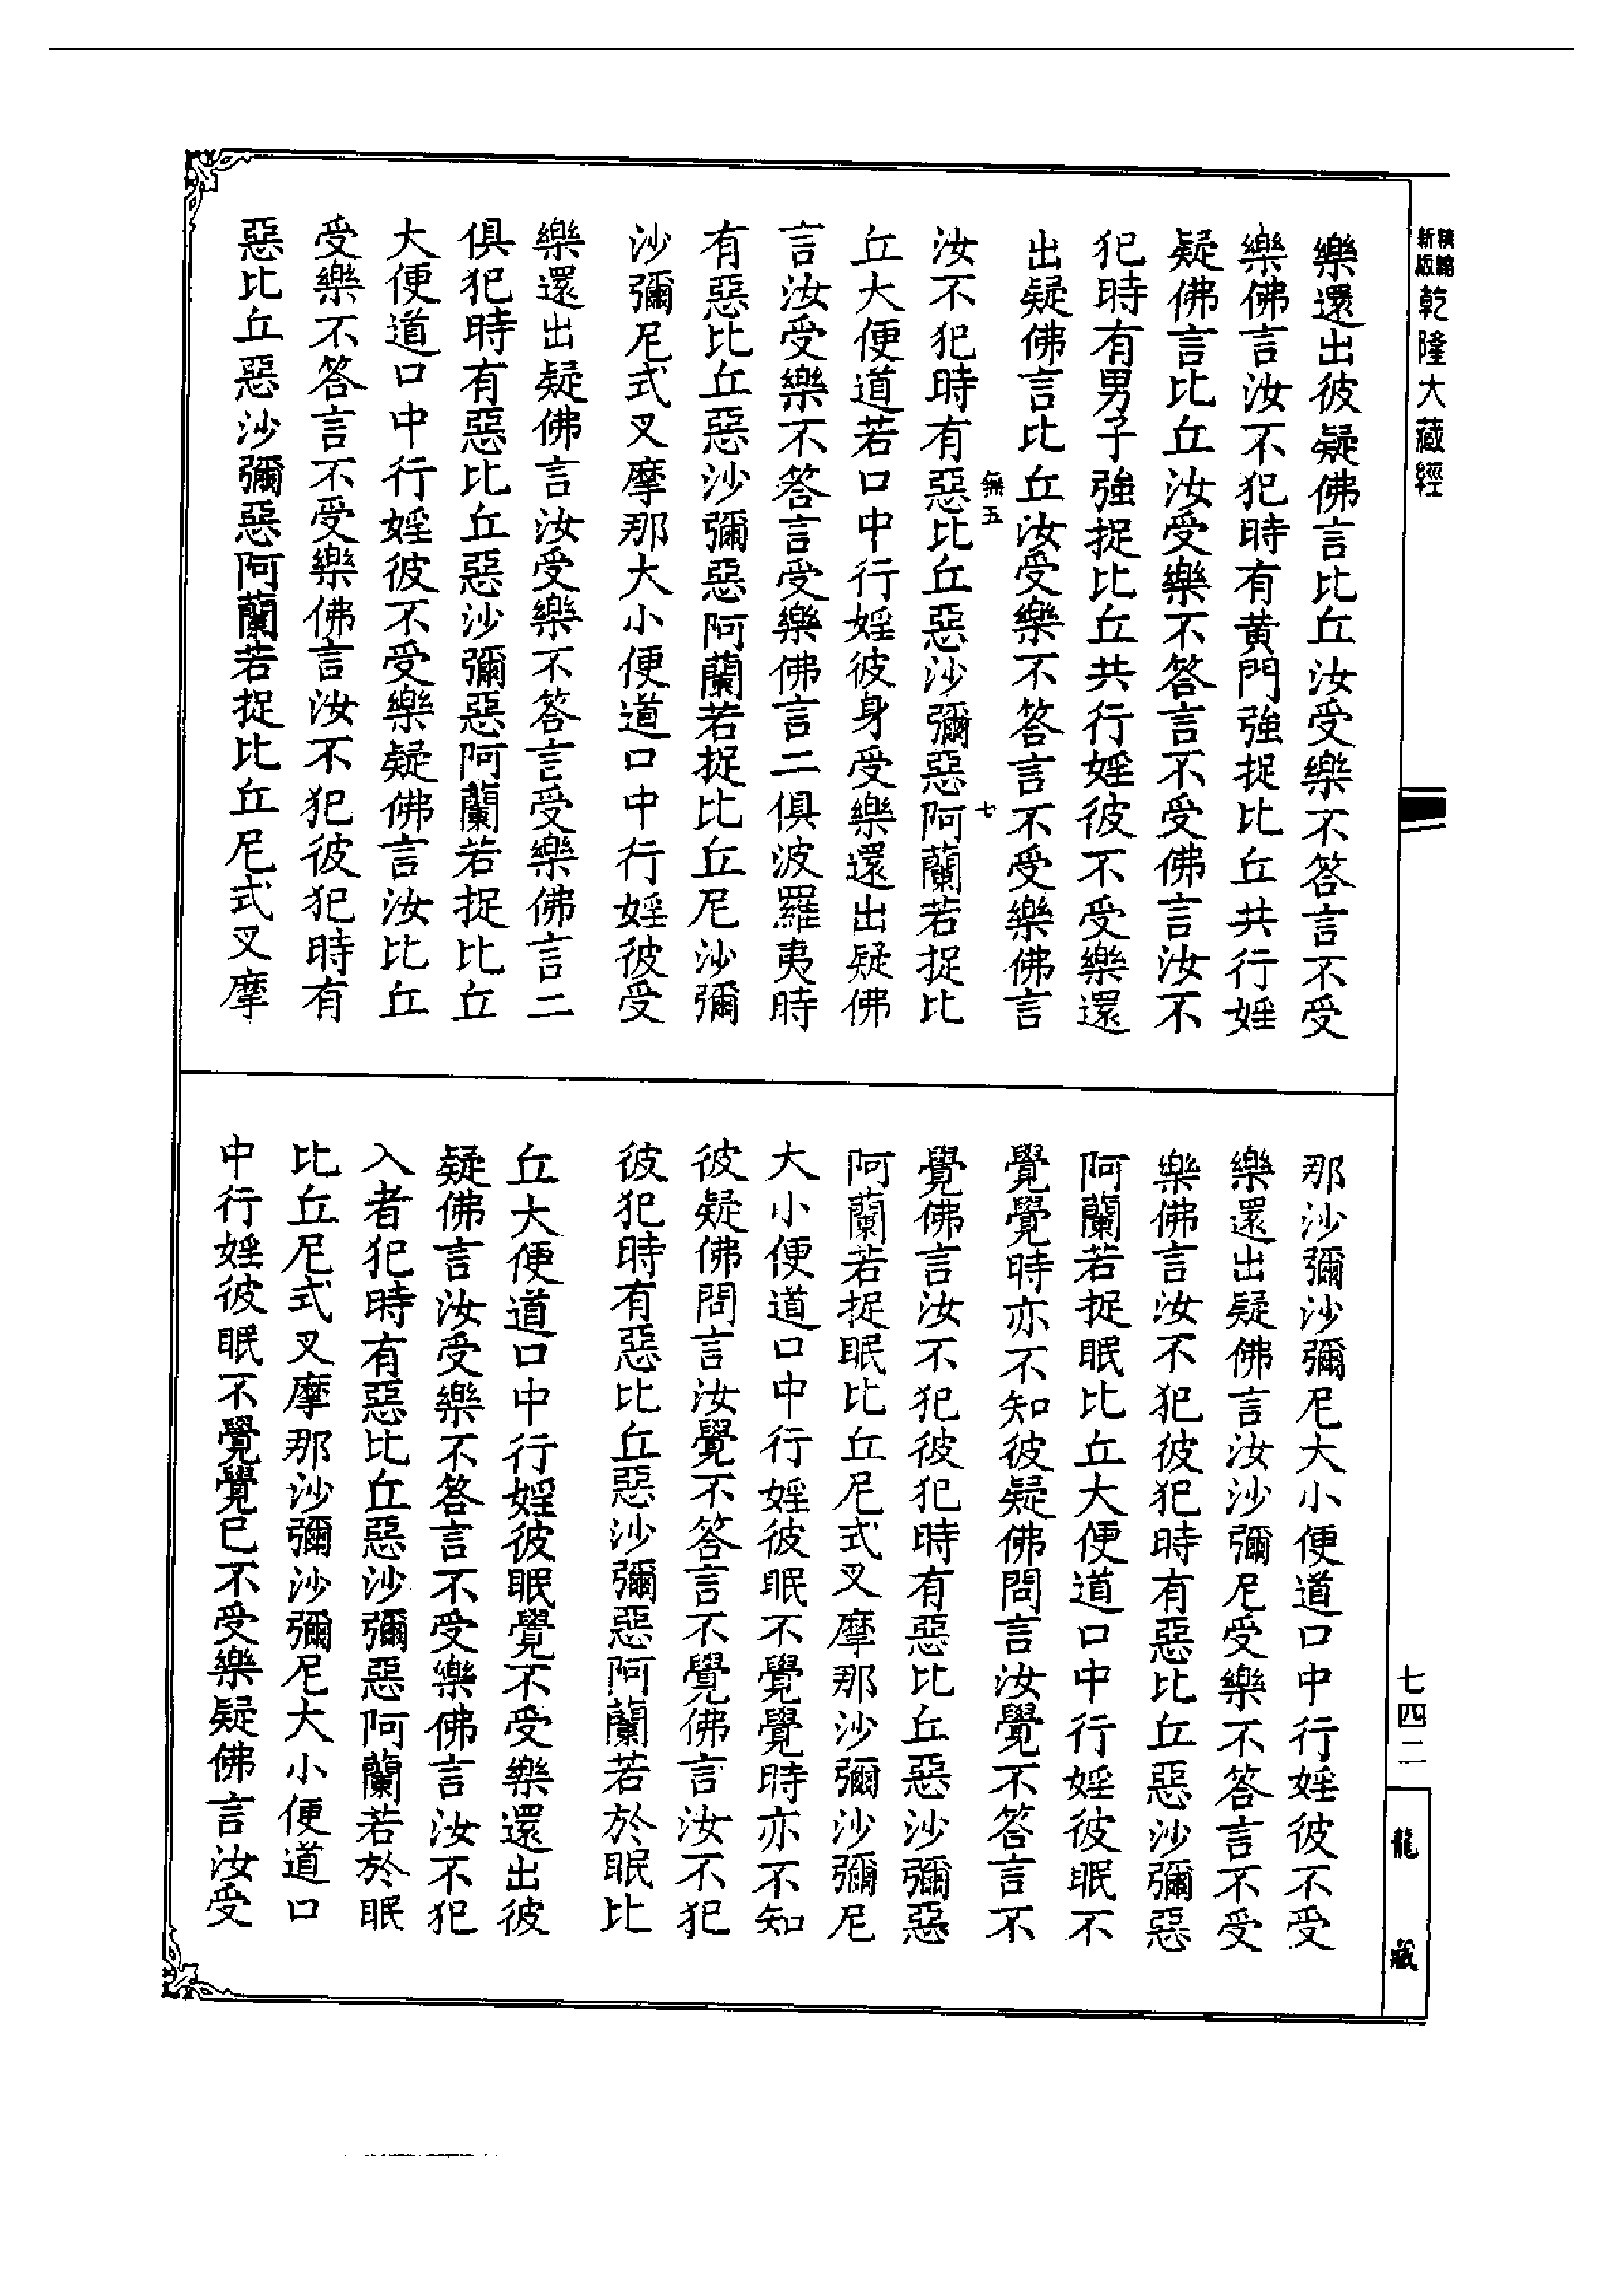 精縮
新版
乾隆大藏經
樂還出彼疑佛言比丘汝受樂不答言不受
樂佛言汝不犯時有黃門強捉比丘共行婬
疑佛言比丘汝受樂不答言不受佛言汝不
犯時有男子強捉比丘共行婬彼不受樂還
出疑佛言比丘汝受樂不答言不受樂佛言
無五
七
汝不犯時有惡比丘惡沙彌惡阿蘭若捉比
丘大便道若口中行婬彼身受樂還出疑佛
言汝受樂不答言受樂佛言二俱波羅夷時
有惡比丘惡沙彌惡阿蘭若捉比丘尼沙彌
沙彌尼式叉摩那大小便道口中行婬彼受
樂還出疑佛言汝受樂不答言受樂佛言二
俱犯時有惡比丘惡沙彌惡阿蘭若捉比丘
大便道口中行婬彼不受樂疑佛言汝比丘
受樂不答言不受樂佛言汝不犯彼犯時有
惡比丘惡沙彌惡阿蘭若捉比丘尼式叉摩
那沙彌沙彌尼大小便道口中行婬彼不受
樂還出疑佛言汝沙彌尼受樂不答言不受
樂佛言汝不犯彼犯時有惡比丘惡沙彌惡
阿蘭若捉眠比丘大便道口中行婬彼眠不
覺覺時亦不知彼疑佛問言汝覺不答言不
覺佛言汝不犯彼犯時有惡比丘惡沙彌惡
阿蘭若捉眠比丘尼式叉摩那沙彌沙彌尼
大小便道口中行婬彼眠不覺覺時亦不知
彼疑佛問言汝覺不答言不覺佛言汝不犯
彼犯時有惡比丘惡沙彌惡阿蘭若於眠比
丘大便道口中行婬彼眠覺不受樂還出彼
疑佛言汝受樂不答言不受樂佛言汝不犯
入者犯時有惡比丘惡沙彌惡阿蘭若於眠
比丘尼式叉摩那沙彌沙彌尼大小便道口
中行婬彼眠不覺覺已不受樂疑佛言汝受
七四二
龍藏